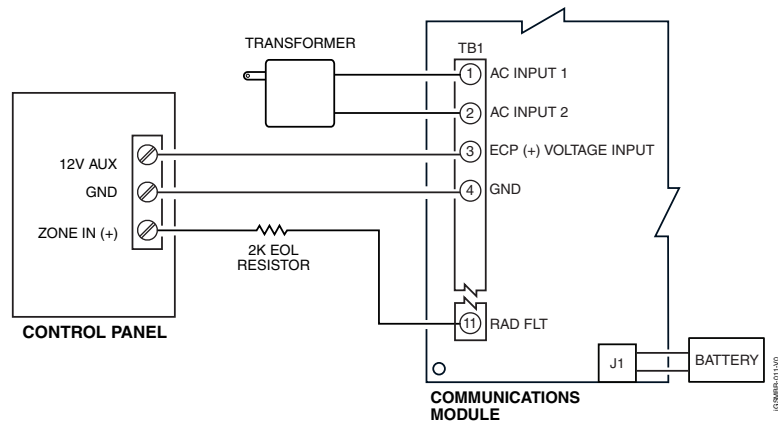 TRANSFORMER
TB1
1 AC INPUT 1
2 AC INPUT 2
3 ECP (+) VOLTAGE INPUT
4 GND
12V AUX
GND
ZONE IN (+)
2K EOL
RESISTOR
11 RAD FLT
CONTROL PANEL
J1
BATTERY
COMMUNICATIONS
MODULE